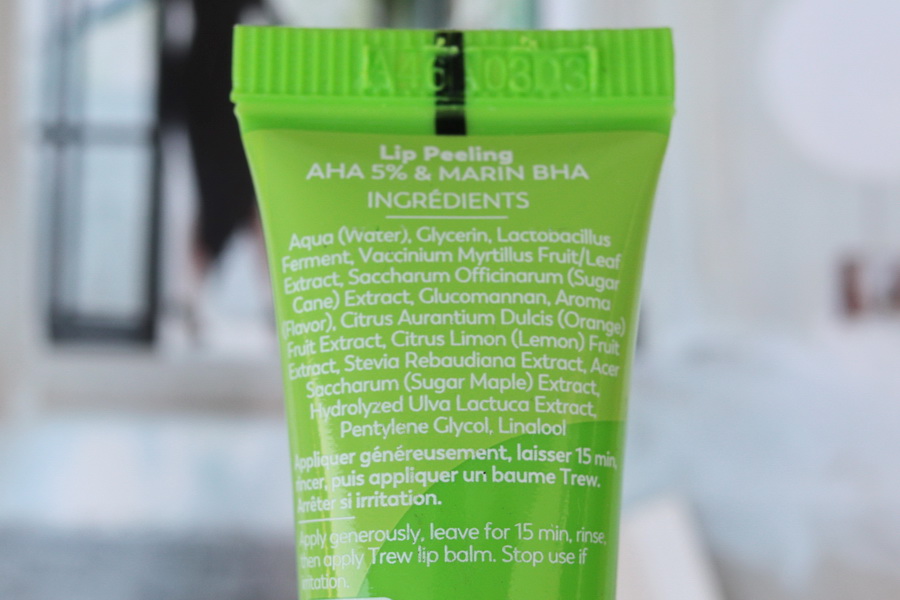 Lip Peeling
AHA 5% & MARIN BHA
INGRÉDIENTS
Aqua (Water), Glycerin, Lactobacillus
Ferment, Vaccinium Myrtillus Fruit/Leaf
Extract, Saccharum Officinarum (Sugar
Cane) Extract, Glucomannan, Aroma
(Flavor), Citrus Aurantium Dulcis (Orange)
Fruit Extract, Citrus Limon (Lemon) Fruit
Extract, Stevia Rebaudiana Extract, Acer
Saccharum (Sugar Maple) Extract,
Hydrolyzed Ulva Lactuca Extract,
Pentylene Glycol, Linalool
Appliquer généreusement, laisser 15 min,
rincer, puis appliquer un baume Trew.
Arrêter si irritation.
Apply generously, leave for 15 min, rinse,
then apply Trew lip balm. Stop use if
irritation.